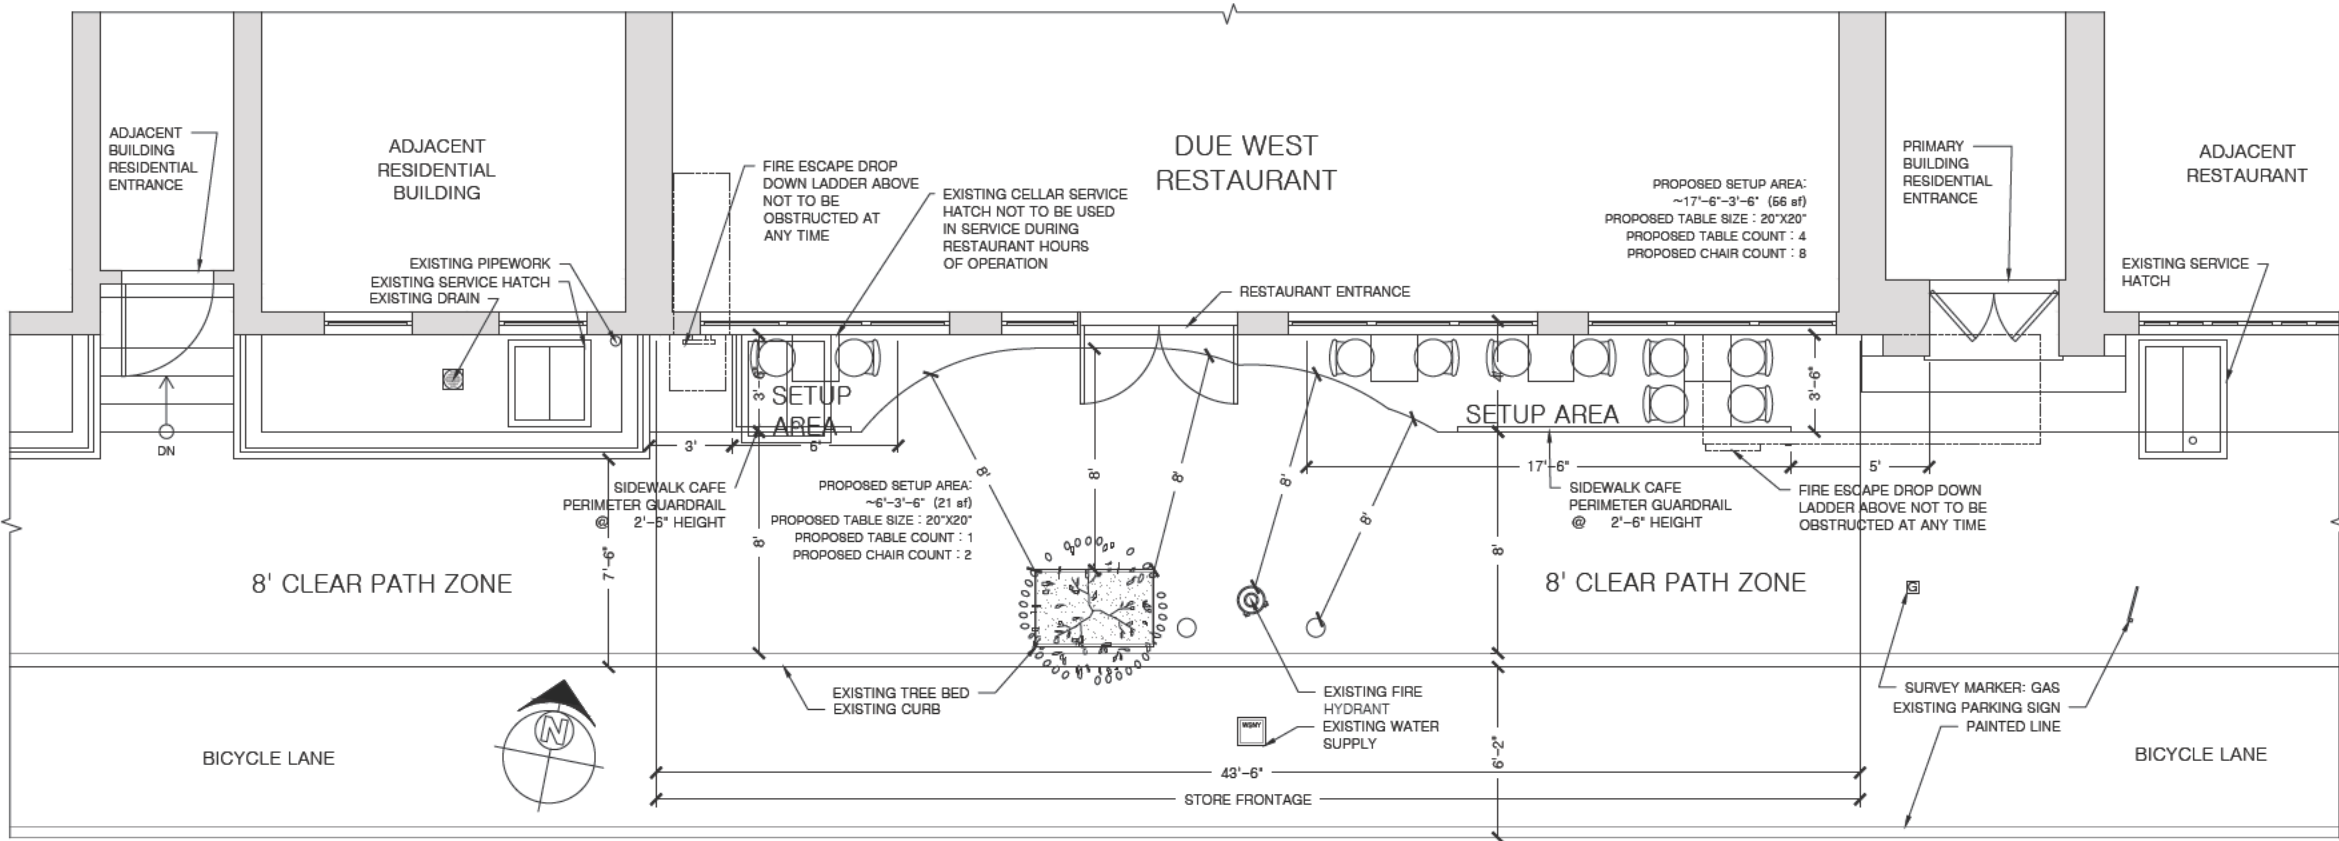 ADJACENT
BUILDING
RESIDENTIAL
ENTRANCE
ADJACENT
RESIDENTIAL
BUILDING
EXISTING PIPEWORK
EXISTING SERVICE HATCH
EXISTING DRAIN
FIRE ESCAPE DROP
DOWN LADDER ABOVE
NOT TO BE
OBSTRUCTED AT
ANY TIME
EXISTING CELLAR SERVICE
HATCH NOT TO BE USED
IN SERVICE DURING
RESTAURANT HOURS
OF OPERATION
DUE WEST
RESTAURANT
RESTAURANT ENTRANCE
PROPOSED SETUP AREA:
~17'-6"-3'-6" (56 sf)
PROPOSED TABLE SIZE : 20"X20"
PROPOSED TABLE COUNT : 4
PROPOSED CHAIR COUNT : 8
PRIMARY
BUILDING
RESIDENTIAL
ENTRANCE
ADJACENT
RESTAURANT
EXISTING SERVICE
HATCH
DN
3'-6"
SETUP
AREA
3'
6'
4'
SETUP AREA
3'-6"
17'-6"
5'
8'
8'
8'
8'
8'
SIDEWALK CAFE
PERIMETER GUARDRAIL
@ 2'-6" HEIGHT
PROPOSED SETUP AREA:
~6'-3'-6" (21 sf)
PROPOSED TABLE SIZE : 20"X20"
PROPOSED TABLE COUNT : 1
PROPOSED CHAIR COUNT : 2
SIDEWALK CAFE
PERIMETER GUARDRAIL
@ 2'-6" HEIGHT
FIRE ESCAPE DROP DOWN
LADDER ABOVE NOT TO BE
OBSTRUCTED AT ANY TIME
7'-6"
8'
8'
8' CLEAR PATH ZONE
8' CLEAR PATH ZONE
G
EXISTING TREE BED
EXISTING CURB
EXISTING FIRE
HYDRANT
EXISTING WATER
SUPPLY
SURVEY MARKER: GAS
EXISTING PARKING SIGN
PAINTED LINE
N
6'-2"
BICYCLE LANE
BICYCLE LANE
43'-6"
STORE FRONTAGE